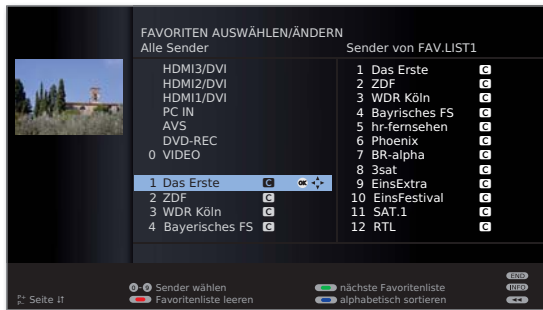 FAVORITEN AUSWÄHLEN/ÄNDERN
Alle Sender
HDMI3/DVI
HDMI2/DVI
HDMI1/DVI
PC IN
AVS
DVD-REC
0 VIDEO
1 Das Erste C OK
2 ZDF C
3 WDR Köln C
4 Bayerisches FS C
Sender von FAV.LIST1
1 Das Erste C
2 ZDF C
3 WDR Köln C
4 Bayrisches FS C
5 hr-fernsehen C
6 Phoenix C
7 BR-alpha C
8 3sat C
9 EinsExtra C
10 EinsFestival C
11 SAT.1 C
12 RTL C
P+ P- Seite ↓↑
0-9 Sender wählen
Favoritenliste leeren
nächste Favoritenliste
alphabetisch sortieren
END
INFO